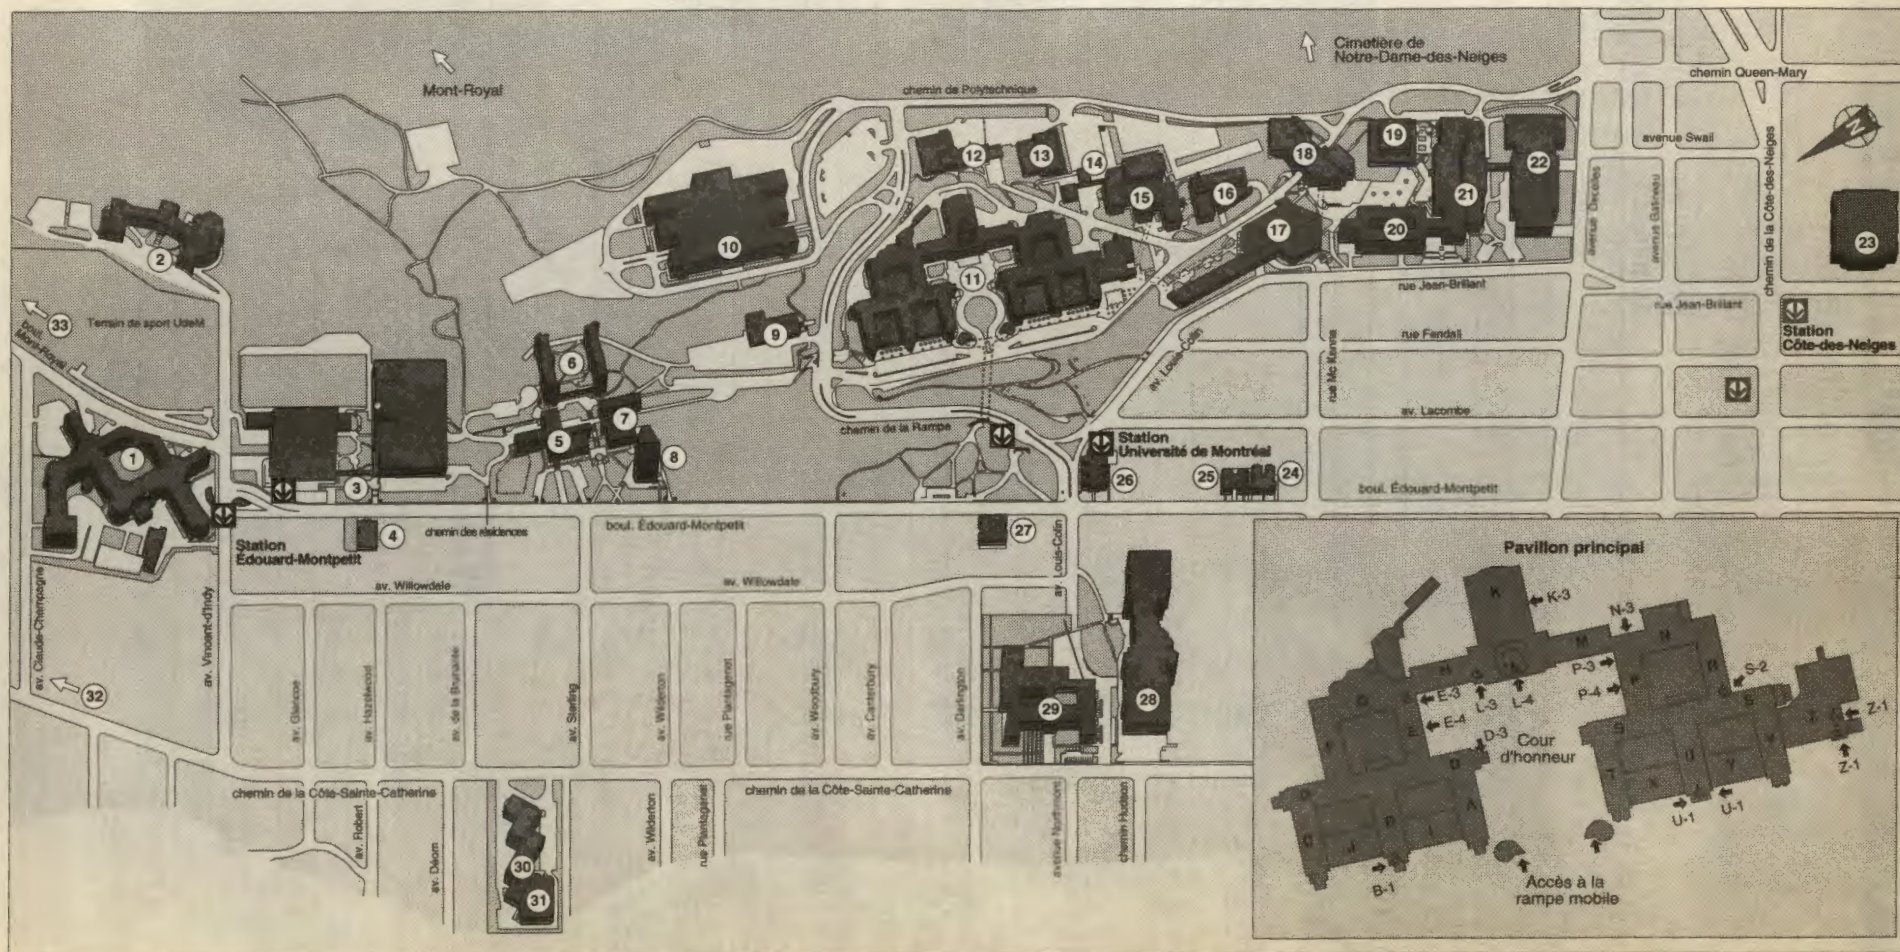 Mont-Royal
Cimetière de
Notre-Dame-des-Neiges
chemin de Polytechnique
chemin Queen-Mary
avenue Swail
avenue Decelles
avenue Gatineau
chemin de la Côte-des-Neiges
N
12
13
14
15
16
17
18
19
20
21
22
23
2
10
11
33
boul.
Mont-Royal
Terrain de sport UdeM
9
6
7
5
8
1
3
4
rue Jean-Brillant
rue Jean-Brillant
Station
Côte-des-Neiges
rue Fendall
av. Louis-Colin
rue Mc Kenna
av. Lacombe
chemin de la Rampe
Station
Université de Montréal
26
25
24
boul. Édouard-Montpetit
chemin des résidences
boul. Édouard-Montpetit
27
Station
Édouard-Montpetit
av. Willowdale
av. Willowdale
av. Louis-Colin
av. Claude-Champagne
av. Vincent-d'Indy
32
av. Glencoe
av. Hazelwood
av. de la Brunante
av. Stirling
av. Wilderton
rue Plantagenet
av. Woodbury
av. Canterbury
av. Darlington
29
28
chemin de la Côte-Sainte-Catherine
chemin de la Côte-Sainte-Catherine
av. Robert
av. Déom
av. Wilderton
rue Plantagenet
avenue Northmont
chemin Hudson
30
31
Pavillon principal
K
K-3
N-3
M
N
H
P-3
R
S-2
G
P
P-4
E-3
L-3
L-4
E
E-4
D-3
Z-1
Z-1
Cour
d'honneur
F
D
S
T
X
U
Y
V
U-1
U-1
C
J
B
I
A
B-1
Accès à la
rampe mobile